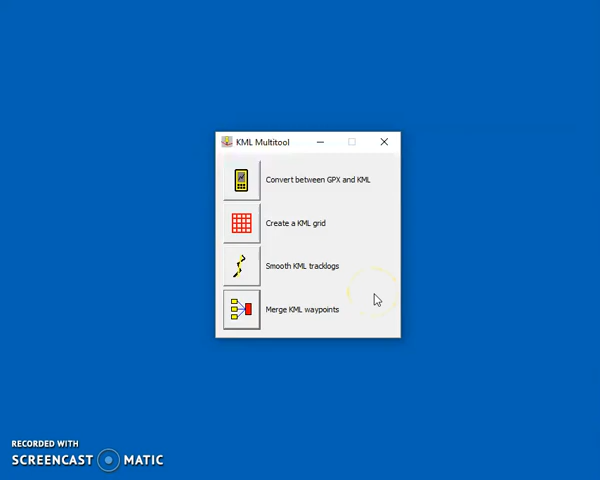 KML Multitool
Convert between GPX and KML
Create a KML grid
Smooth KML tracklogs
Merge KML waypoints
RECORDED WITH
SCREENCAST MATIC